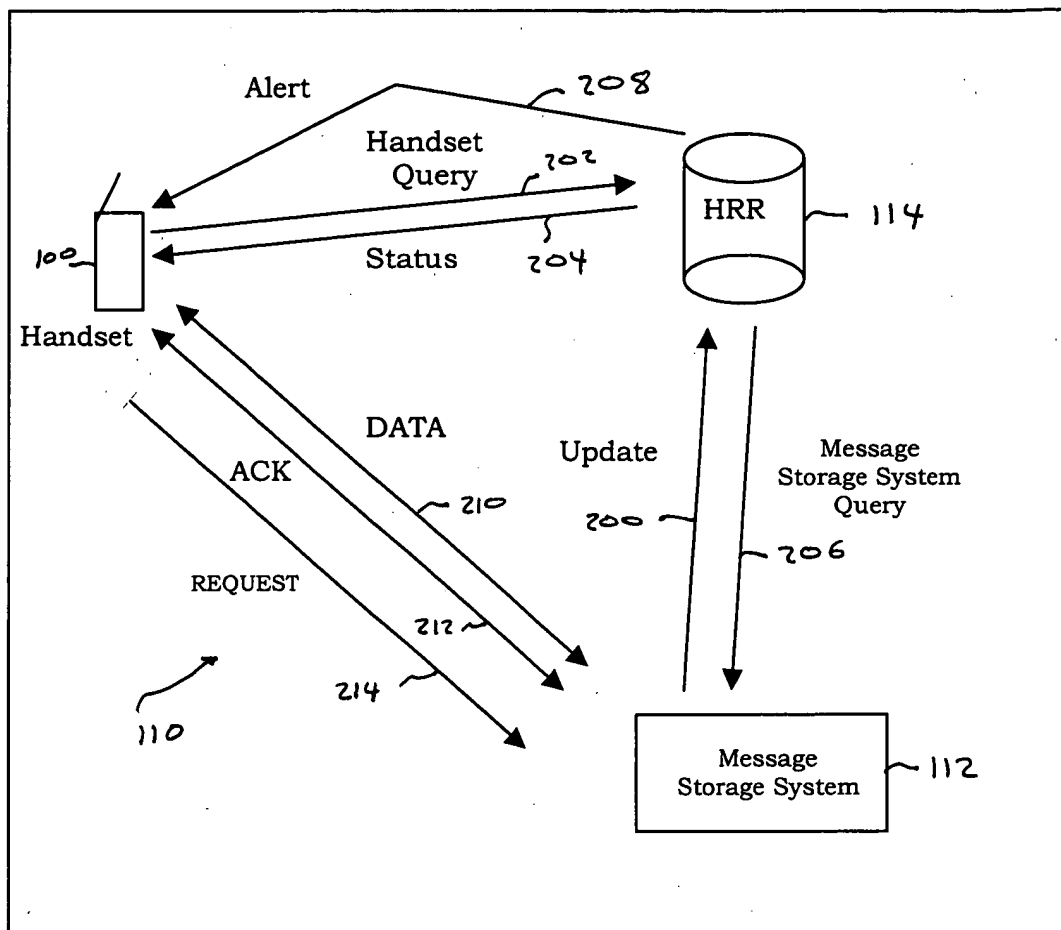 Alert
208
Handset
Query
202
HRR
114
100
Status
204
Handset
DATA
ACK
210
Update
Message
Storage System
Query
200
206
REQUEST
212
214
110
Message
Storage System
112